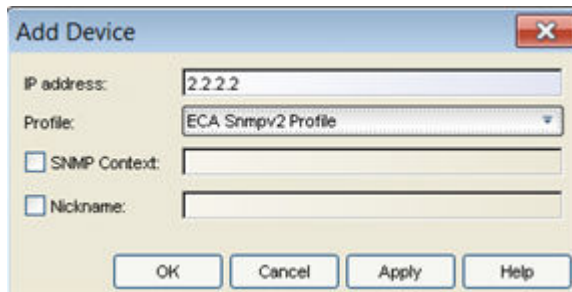 Add Device
IP address: 2.2.2.2
Profile: ECA Snmpv2 Profile
SNMP Context:
Nickname:
OK Cancel Apply Help